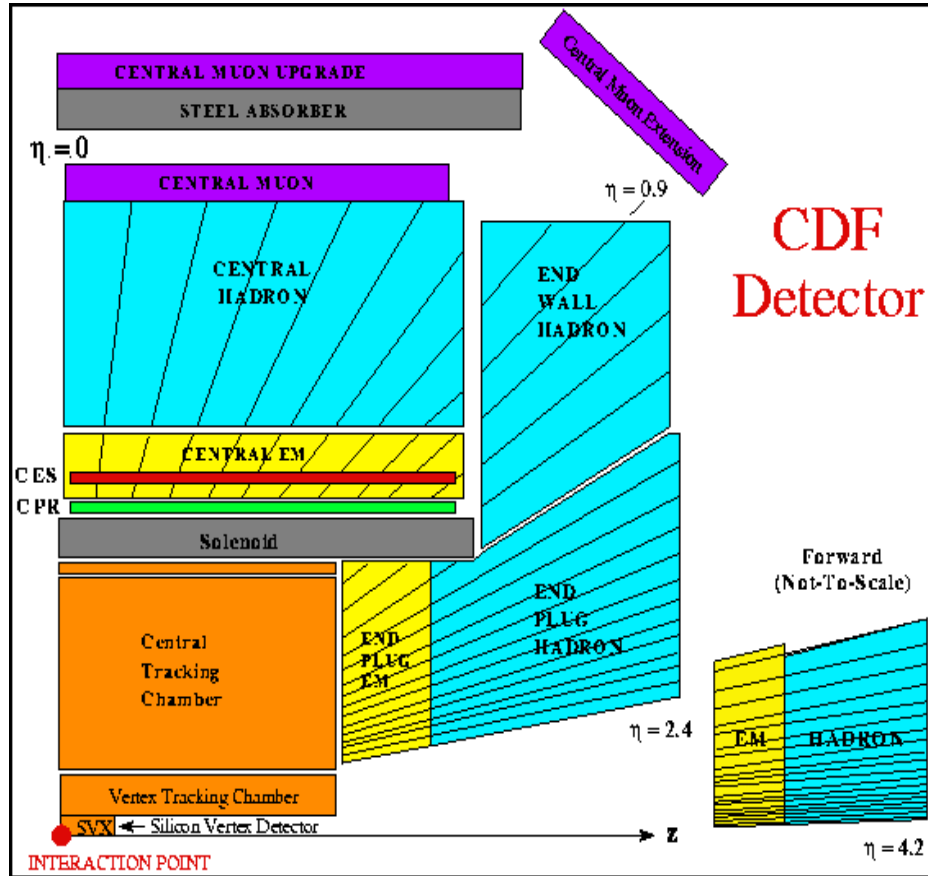 CENTRAL MUON UPGRADE
STEEL ABSORBER
Central Muon Extension
η = 0
CENTRAL MUON
η = 0.9
CDF
Detector
CENTRAL
HADRON
END
WALL
HADRON
CENTRAL EM
CES
CPR
Solenoid
Forward
(Not-To-Scale)
Central
Tracking
Chamber
END
PLUG
EM
END
PLUG
HADRON
η = 2.4
EM
HADRON
Vertex Tracking Chamber
SVX
Silicon Vertex Detector
Z
INTERACTION POINT
η = 4.2